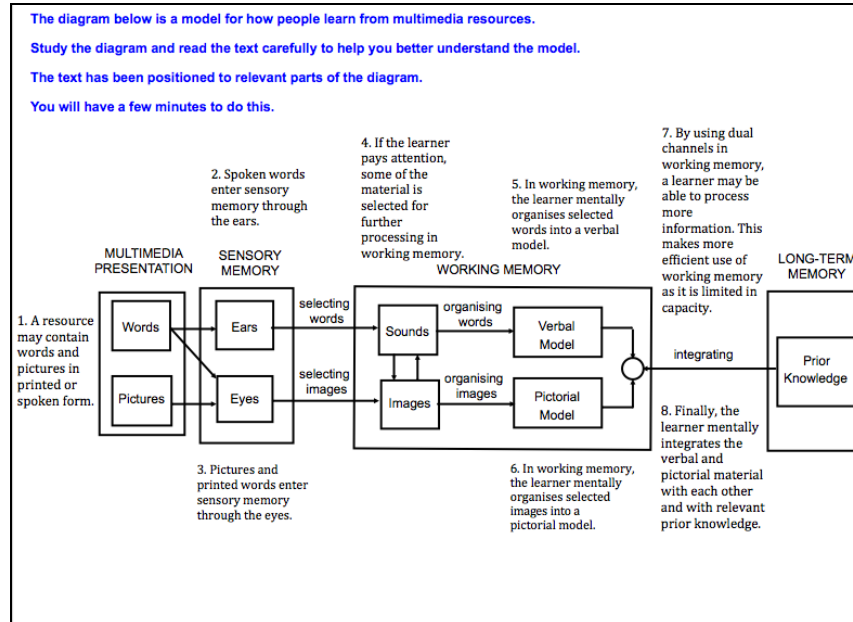 The diagram below is a model for how people learn from multimedia resources.
Study the diagram and read the text carefully to help you better understand the model.
The text has been positioned to relevant parts of the diagram.
You will have a few minutes to do this.
1. A resource
may contain
words and
pictures in
printed or
spoken form.
MULTIMEDIA
PRESENTATION
Words
Pictures
2. Spoken words
enter sensory
memory through
the ears.
SENSORY
MEMORY
Ears
Eyes
3. Pictures and
printed words enter
sensory memory
through the eyes.
selecting
words
selecting
images
4. If the learner
pays attention,
some of the
material is
selected for
further
processing in
working memory.
WORKING MEMORY
Sounds
Images
organising
words
organising
images
5. In working memory,
the learner mentally
organises selected
words into a verbal
model.
Verbal
Model
Pictorial
Model
6. In working memory,
the learner mentally
organises selected
images into a
pictorial model.
7. By using dual
channels in
working memory,
a learner may be
able to process
more
information. This
makes more
efficient use of
working memory
as it is limited in
capacity.
integrating
8. Finally, the
learner mentally
integrates the
verbal and
pictorial material
with each other
and with relevant
prior knowledge.
LONG-TERM
MEMORY
Prior
Knowledge